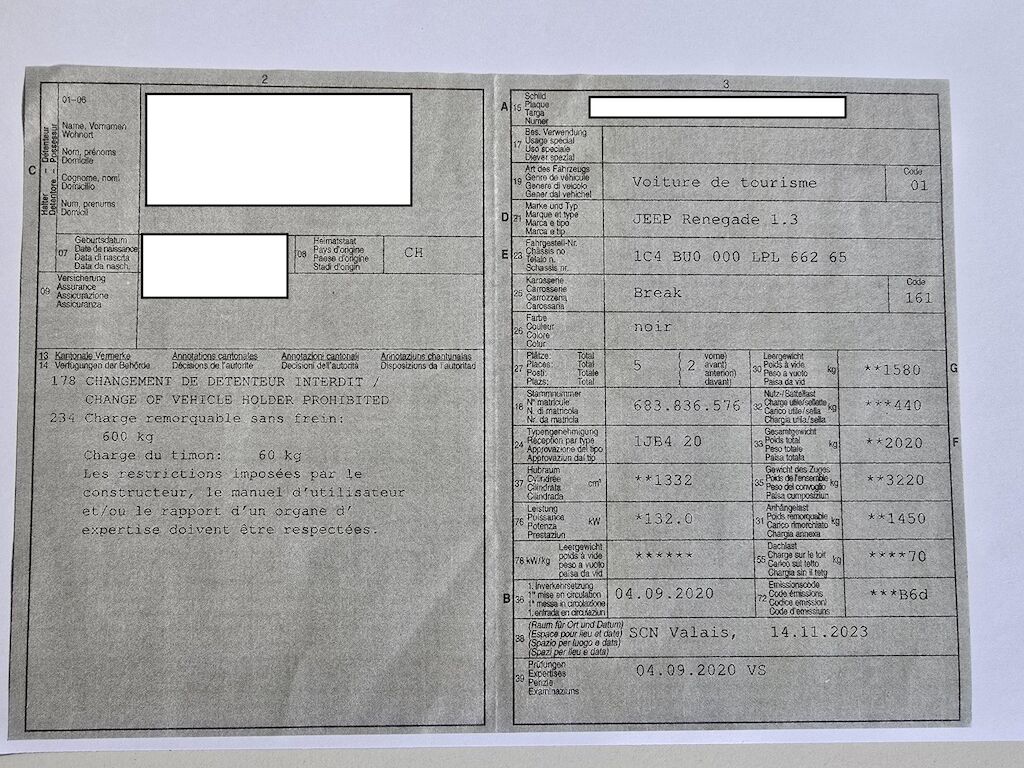 2
01-06
Name, Vornamen
Wohnort
Nom, prénoms
Domicile
Cognome, nomi
Domicilio
Num, prenums
Domicil
C
Halter Détenteur
Detentore Possessur
07 Geburtsdatum
Date de naissance
Data di nascita
Data da nasch.
08 Heimatstaat
Pays d'origine
Paese d'origine
Stadi d'origin
CH
09 Versicherung
Assurance
Assicurazione
Assicuranza
13 Kantonale Vermerke Annotations cantonales Annotazioni cantonali Annotaziuns chantunalas
14 Verfügungen der Behörde Décisions de l'autorité Decisioni dell'autorità Disposiziuns da l'autoritad
178 CHANGEMENT DE DETENTEUR INTERDIT /
CHANGE OF VEHICLE HOLDER PROHIBITED
234 Charge remorquable sans frein:
600 kg
Charge du timon: 60 kg
Les restrictions imposées par le
constructeur, le manuel d'utilisateur
et/ou le rapport d'un organe d'
expertise doivent être respectées.
3
A 15 Schild
Plaque
Targa
Numer
17 Bes. Verwendung
Usage spécial
Uso speciale
Diever spezial
19 Art des Fahrzeugs
Genre de véhicule
Genere di veicolo
Gener dal vehichel
Voiture de tourisme
Code
01
D 21 Marke und Typ
Marque et type
Marca e tipo
Marca e tip
JEEP Renegade 1.3
E 23 Fahrgestell-Nr.
Châssis no
Telaio n.
Schassis nr.
1C4 BU0 000 LPL 662 65
25 Karosserie
Carrosserie
Carrozzeria
Carossaria
Break
Code
161
26 Farbe
Couleur
Colore
Colur
noir
27 Plätze: Total
Places: Total
Posti: Totale
Plazs: Total
5
( 2 vorne)
avant)
anteriori)
davant)
30 Leergewicht
Poids à vide
Peso a vuoto
Paisa da vid
kg
**1580
G
18 Stammnummer
N° matricule
N. di matricola
Nr. da matricla
683.836.576
32 Nutz-/Sattellast
Charge utile/sellette
Carico utile/sella
Chargia utila/sella
kg
***440
24 Typengenehmigung
Réception par type
Approvazione del tipo
Approvaziun dal tip
1JB4 20
33 Gesamtgewicht
Poids total
Peso totale
Paisa totala
kg
**2020
F
37 Hubraum
Cylindrée
Cilindrata
Cilindrada
cm³
**1332
35 Gewicht des Zuges
Poids de l'ensemble
Peso del convoglio
Paisa cumposiziun
kg
**3220
76 Leistung
Puissance
Potenza
Prestaziun
kW
*132.0
31 Anhängelast
Poids remorquable
Carico rimorchiato
Chargia annexa
kg
**1450
78 kW/kg
Leergewicht
poids à vide
peso a vuoto
paisa da vid
******
55 Dachlast
Charge sur le toit
Carico sul tetto
Chargia sin il tetg
kg
****70
B 36 1. Inverkehrsetzung
1re mise en circulation
1a messa in circolazione
1. entrada en circulaziun
04.09.2020
72 Emissionscode
Code émissions
Codice emissioni
Code d'emissiuns
***B6d
38 (Raum für Ort und Datum)
(Espace pour lieu et date)
(Spazio per luogo e data)
(Spazi per lieu e data)
SCN Valais, 14.11.2023
39 Prüfungen
Expertises
Perizie
Examinaziuns
04.09.2020 VS